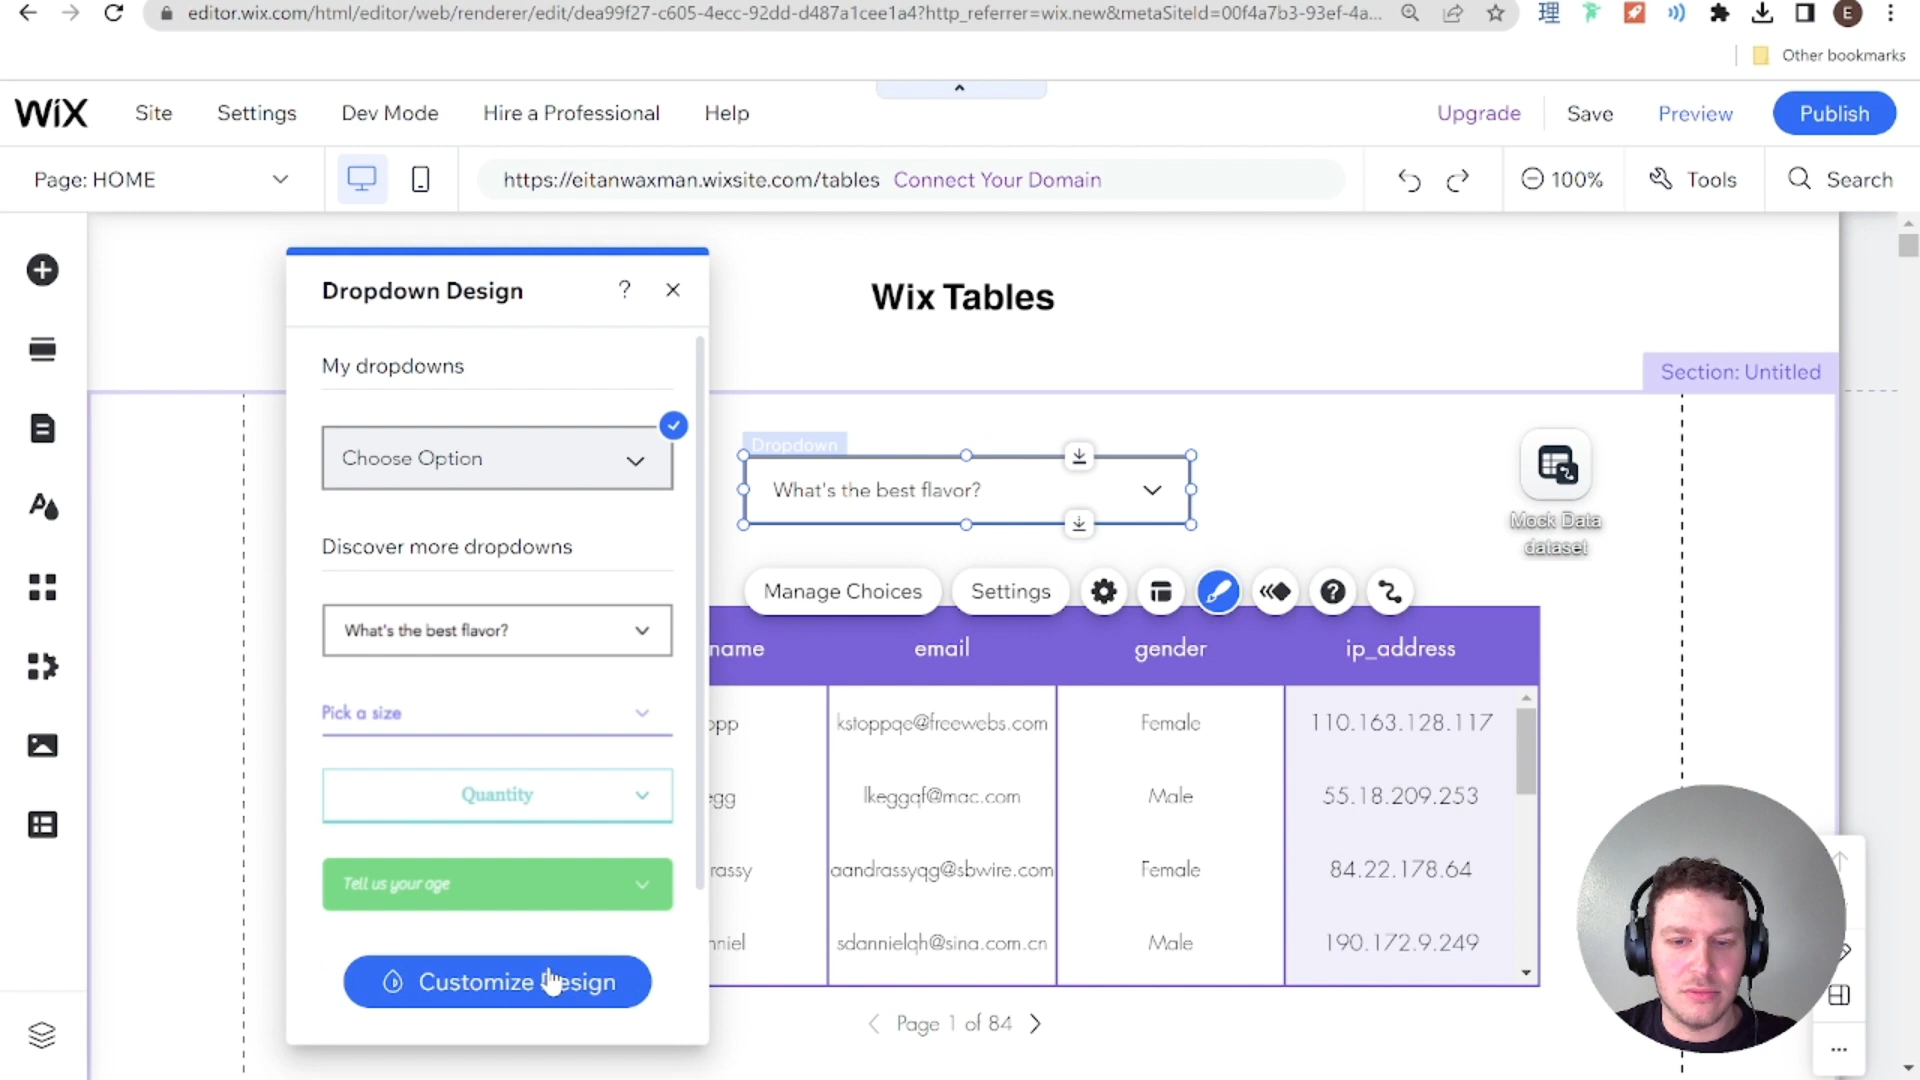 editor.wix.com/html/editor/web/renderer/edit/dea99f27-c605-4ecc-92dd-d487a1cee1a4?http_referrer=wix.new&metaSiteId=00f4a7b3-93ef-4a...
理
E
Other bookmarks
WiX
Site
Settings
Dev Mode
Hire a Professional
Help
Upgrade
Save
Preview
Publish
Page: HOME
https://eitanwaxman.wixsite.com/tables Connect Your Domain
100%
Tools
Search
Dropdown Design
?
Wix Tables
My dropdowns
Section: Untitled
Choose Option
Dropdown
What's the best flavor?
Mock Data
dataset
Discover more dropdowns
Manage Choices
Settings
?
What's the best flavor?
name
email
gender
ip_address
Pick a size
opp
kstoppqe@freewebs.com
Female
110.163.128.117
Quantity
egg
lkeggqf@mac.com
Male
55.18.209.253
Tell us your age
rassy
aandrassyqg@sbwire.com
Female
84.22.178.64
nniel
sdannielqh@sina.com.cn
Male
190.172.9.249
Customize Design
Page 1 of 84